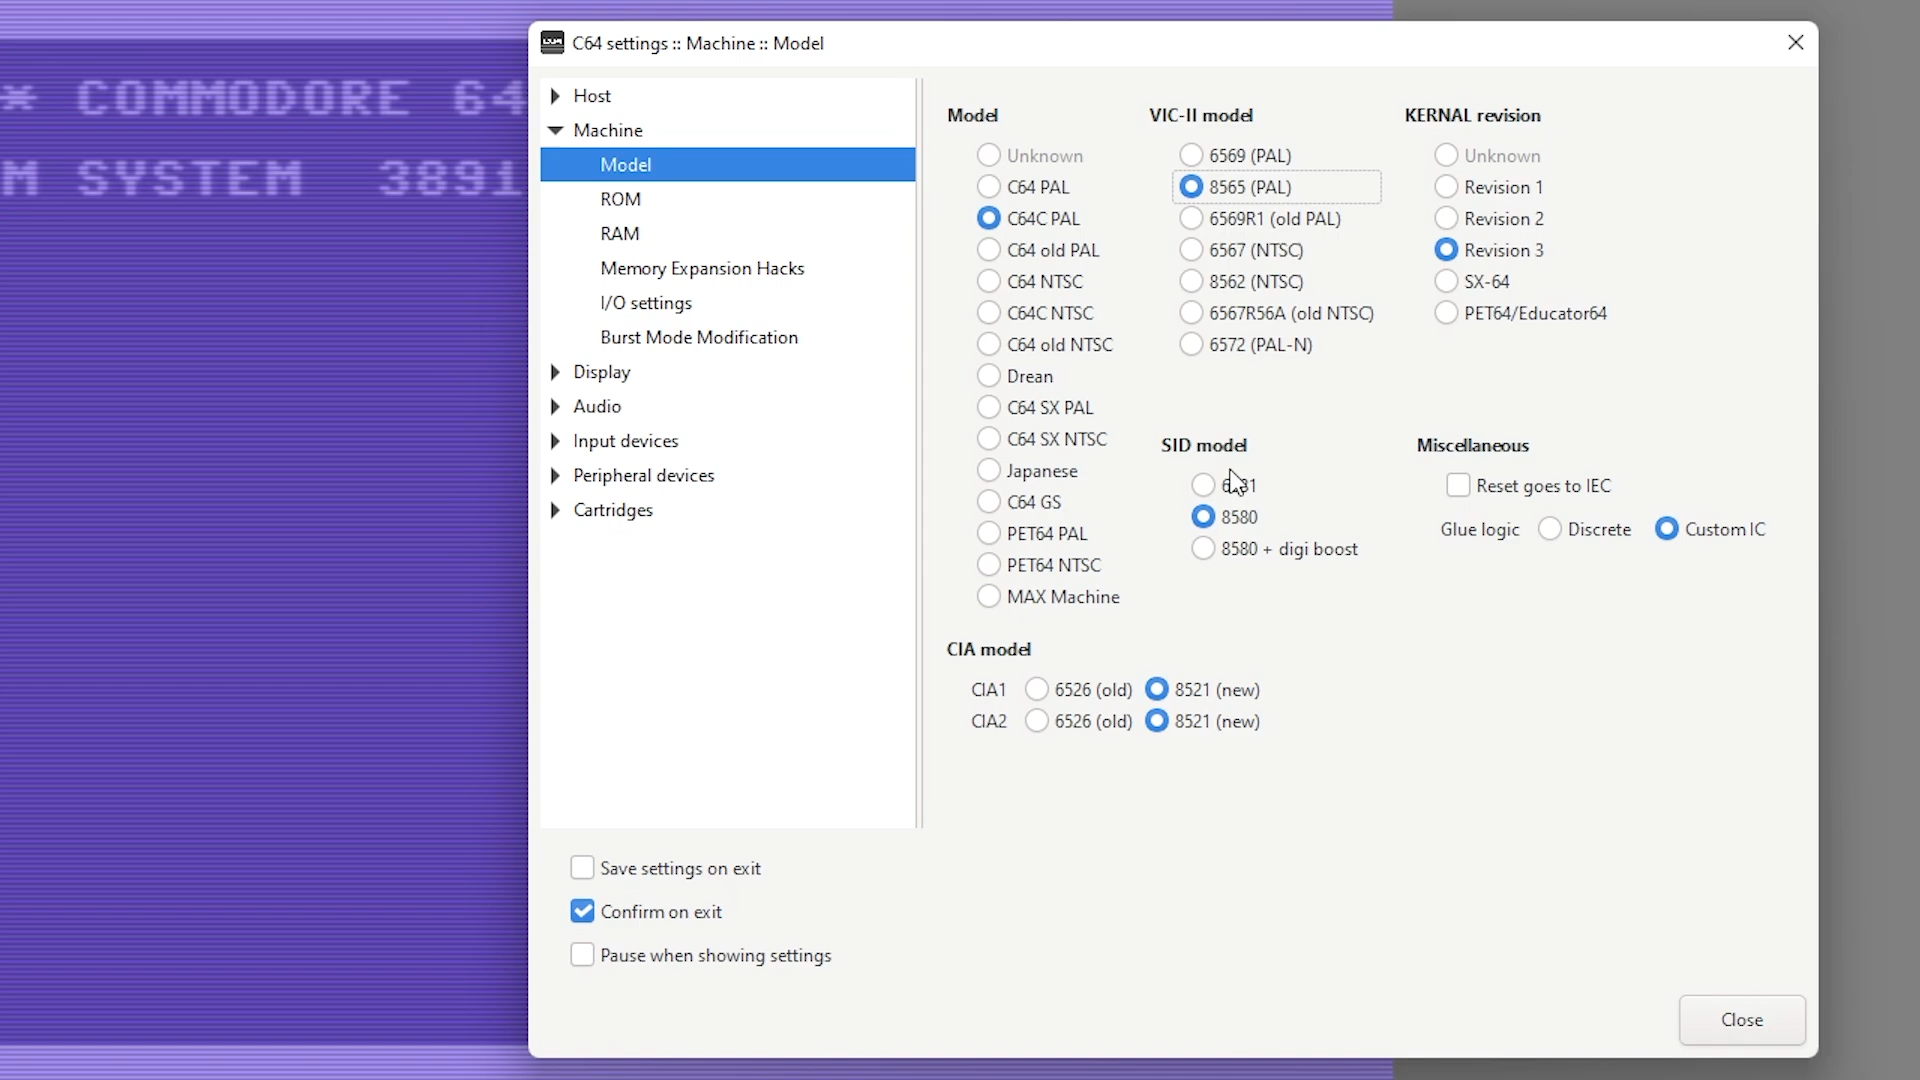 * COMMODORE 64
M SYSTEM 3891
C64 settings :: Machine :: Model
Host
Machine
Model
ROM
RAM
Memory Expansion Hacks
I/O settings
Burst Mode Modification
Display
Audio
Input devices
Peripheral devices
Cartridges
Model
Unknown
C64 PAL
C64C PAL
C64 old PAL
C64 NTSC
C64C NTSC
C64 old NTSC
Drean
C64 SX PAL
C64 SX NTSC
Japanese
C64 GS
PET64 PAL
PET64 NTSC
MAX Machine
VIC-II model
6569 (PAL)
8565 (PAL)
6569R1 (old PAL)
6567 (NTSC)
8562 (NTSC)
6567R56A (old NTSC)
6572 (PAL-N)
KERNAL revision
Unknown
Revision 1
Revision 2
Revision 3
SX-64
PET64/Educator64
SID model
8580
8580 + digi boost
Miscellaneous
Reset goes to IEC
Glue logic Discrete Custom IC
CIA model
CIA1 6526 (old) 8521 (new)
CIA2 6526 (old) 8521 (new)
Save settings on exit
Confirm on exit
Pause when showing settings
Close